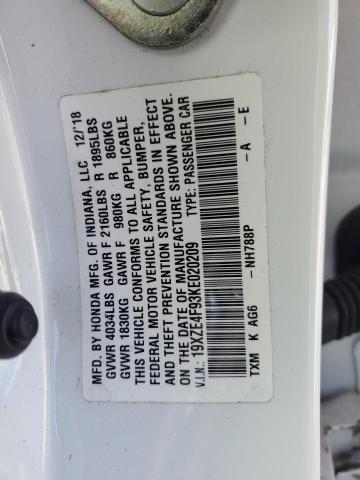 MFD. BY HONDA MFG. OF INDIANA, LLC 12/'18
GVWR 4034LBS GAWR F 2160LBS R 1895LBS
GVWR 1830KG GAWR F 980KG R 860KG
THIS VEHICLE CONFORMS TO ALL APPLICABLE
FEDERAL MOTOR VEHICLE SAFETY, BUMPER,
AND THEFT PREVENTION STANDARDS IN EFFECT
ON THE DATE OF MANUFACTURE SHOWN ABOVE.
V.I.N.: 19XZE4F93KE020209 TYPE: PASSENGER CAR
TXM K AG6 -NH788P -A -E